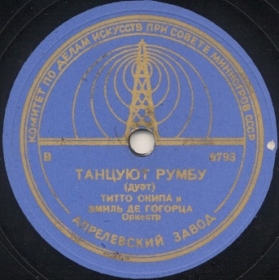 КОМИТЕТ ПО ДЕЛАМ ИСКУССТВ ПРИ СОВЕТЕ МИНИСТРОВ СССР
В 4793
ТАНЦУЮТ РУМБУ
(дуэт)
ТИТТО СКИПА и
ЭМИЛЬ ДЕ ГОГОРЦА
Оркестр
АПРЕЛЕВСКИЙ ЗАВОД